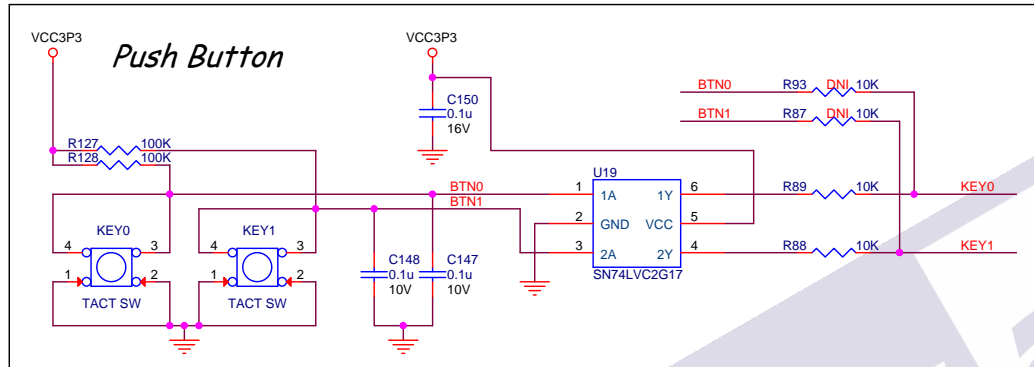 VCC3P3
Push Button
VCC3P3
BTN0 R93 DNI 10K
BTN1 R87 DNI 10K
C150
0.1u
16V
R127 100K
R128 100K
U19
BTN0 1 1A 1Y 6 R89 10K KEY0
BTN1 2 GND VCC 5
3 2A 2Y 4 R88 10K KEY1
SN74LVC2G17
KEY0 KEY1
4 3 4 3
1 2 1 2
TACT SW TACT SW
C148 C147
0.1u 0.1u
10V 10V